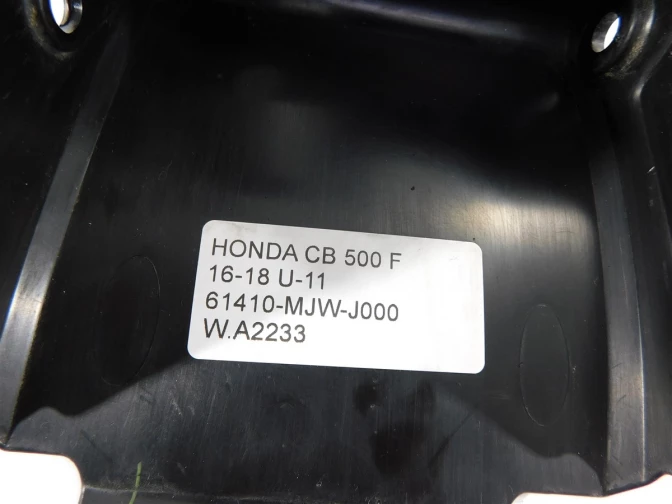 HONDA CB 500 F
16-18 U-11
61410-MJW-J000
W.A2233